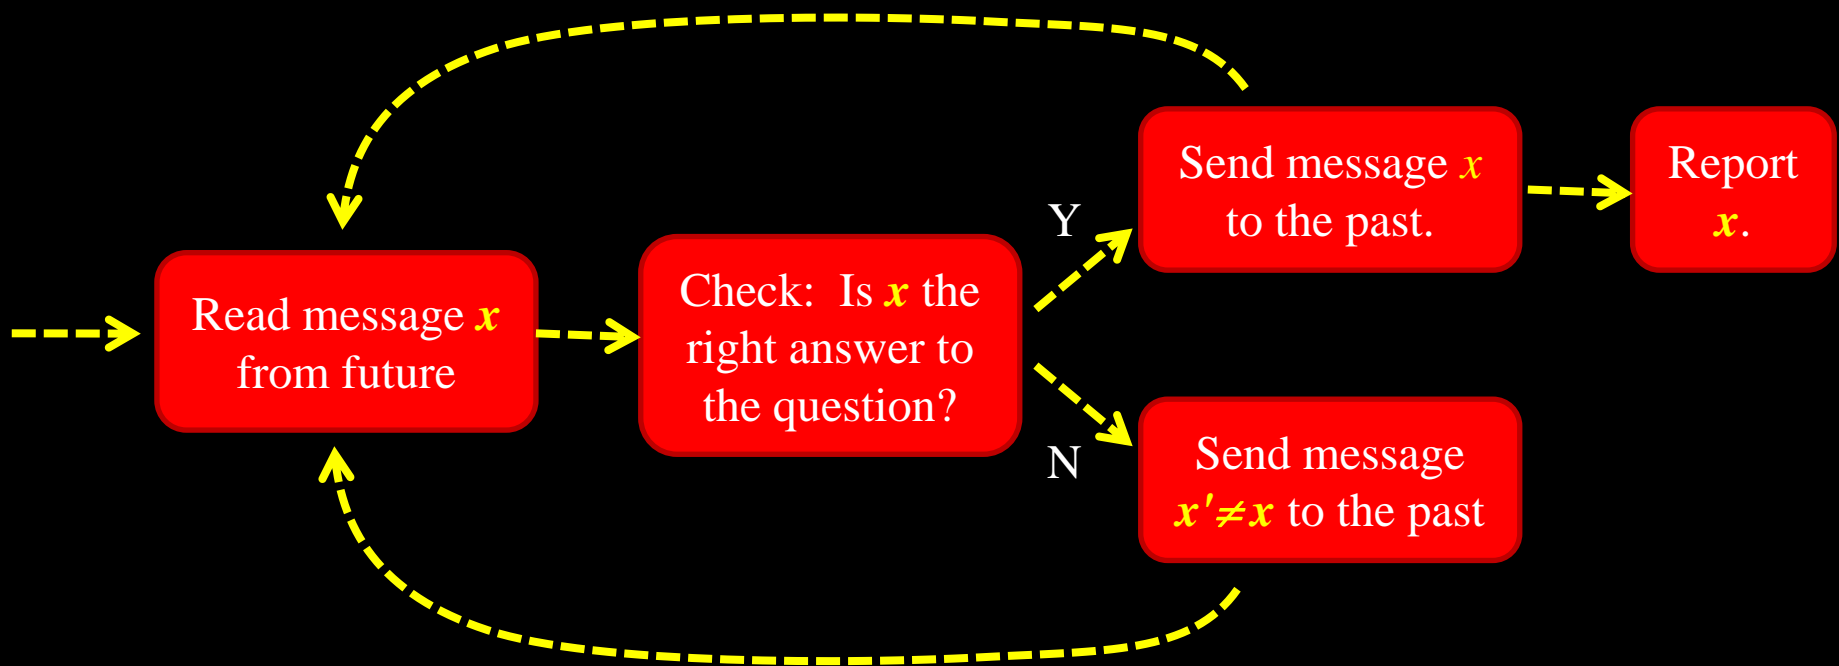 Read message x
from future
Check:  Is x the
right answer to
the question?
Y
N
Send message x
to the past.
Send message
x'≠x to the past
Report
x.